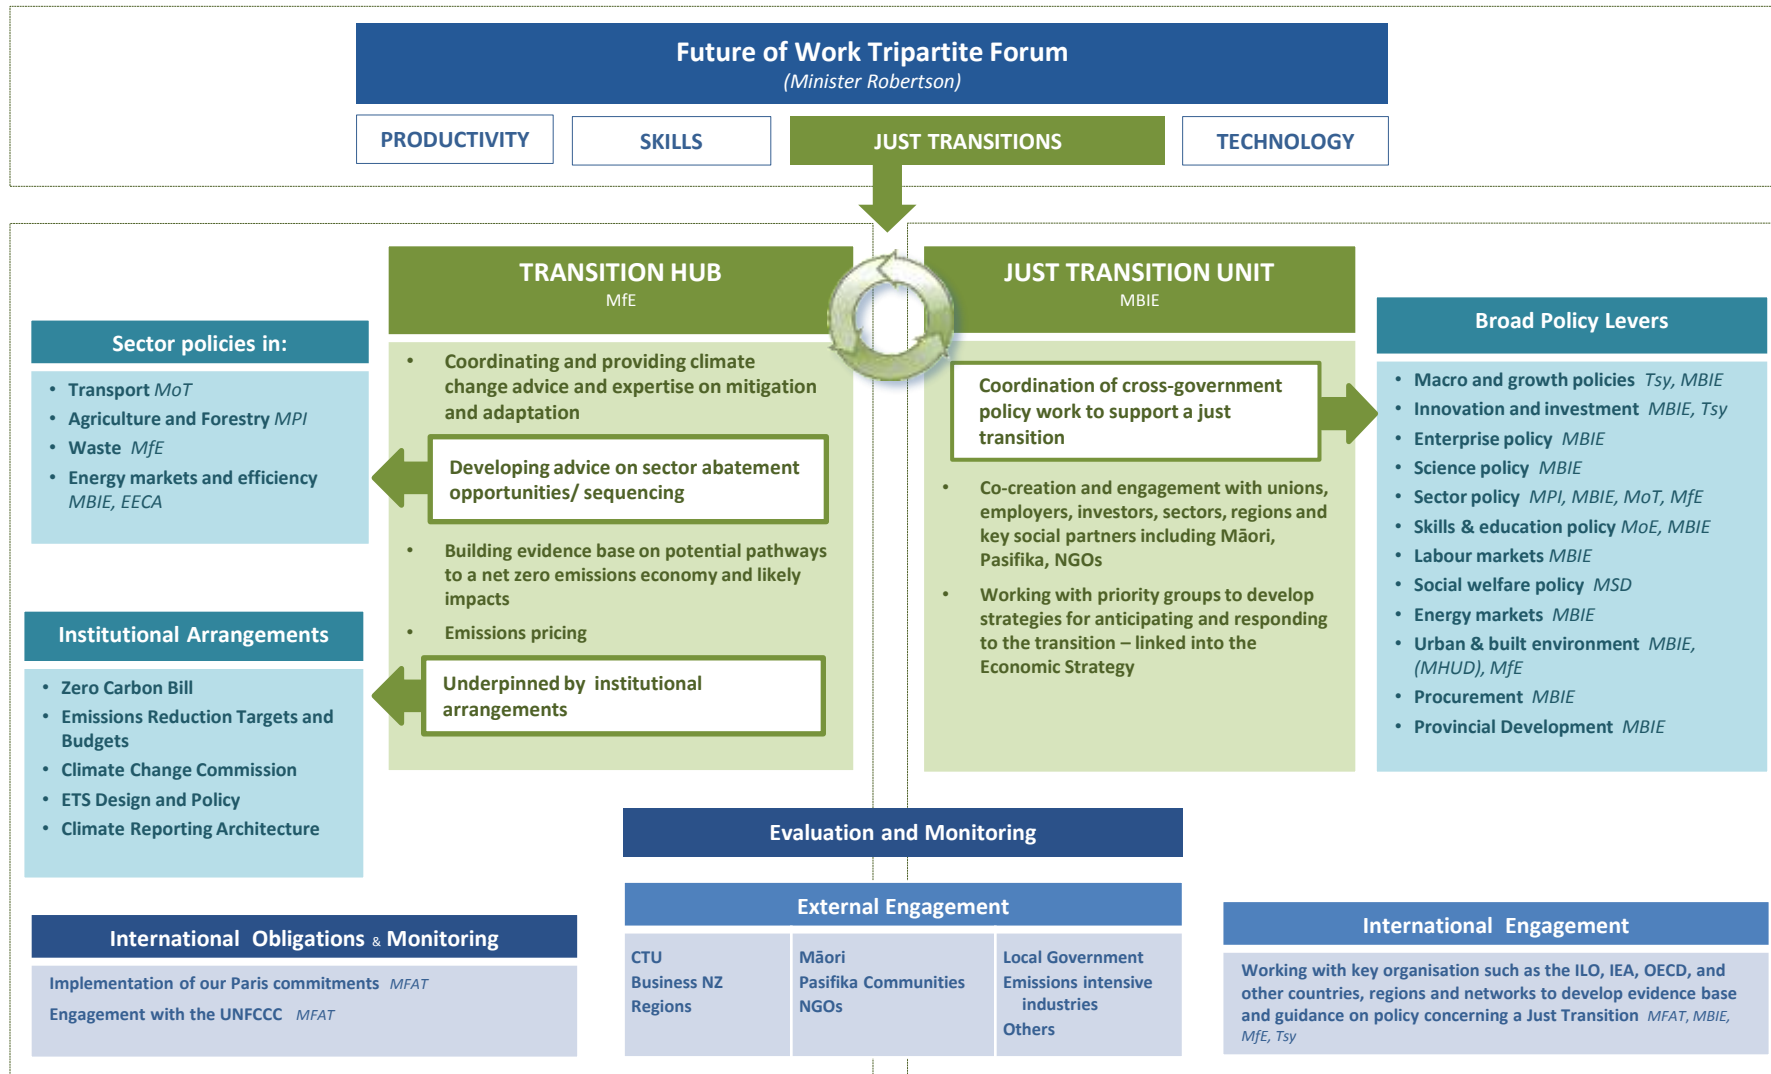 Future of Work Tripartite Forum
(Minister Robertson)
PRODUCTIVITY
SKILLS
JUST TRANSITIONS
TECHNOLOGY
Sector policies in:
• Transport MoT
• Agriculture and Forestry MPI
• Waste MfE
• Energy markets and efficiency
MBIE, EECA
Institutional Arrangements
• Zero Carbon Bill
• Emissions Reduction Targets and
Budgets
• Climate Change Commission
• ETS Design and Policy
• Climate Reporting Architecture
TRANSITION HUB
MfE
• Coordinating and providing climate
change advice and expertise on mitigation
and adaptation
Developing advice on sector abatement
opportunities/ sequencing
• Building evidence base on potential pathways
to a net zero emissions economy and likely
impacts
• Emissions pricing
Underpinned by institutional
arrangements
JUST TRANSITION UNIT
MBIE
Coordination of cross-government
policy work to support a just
transition
• Co-creation and engagement with unions,
employers, investors, sectors, regions and
key social partners including Māori,
Pasifika, NGOs
• Working with priority groups to develop
strategies for anticipating and responding
to the transition – linked into the
Economic Strategy
Broad Policy Levers
• Macro and growth policies Tsy, MBIE
• Innovation and investment MBIE, Tsy
• Enterprise policy MBIE
• Science policy MBIE
• Sector policy MPI, MBIE, MoT, MfE
• Skills & education policy MoE, MBIE
• Labour markets MBIE
• Social welfare policy MSD
• Energy markets MBIE
• Urban & built environment MBIE,
(MHUD), MfE
• Procurement MBIE
• Provincial Development MBIE
Evaluation and Monitoring
International Obligations & Monitoring
Implementation of our Paris commitments MFAT
Engagement with the UNFCCC MFAT
External Engagement
CTU
Business NZ
Regions
Māori
Pasifika Communities
NGOs
Local Government
Emissions intensive
industries
Others
International Engagement
Working with key organisation such as the ILO, IEA, OECD, and
other countries, regions and networks to develop evidence base
and guidance on policy concerning a Just Transition MFAT, MBIE,
MfE, Tsy